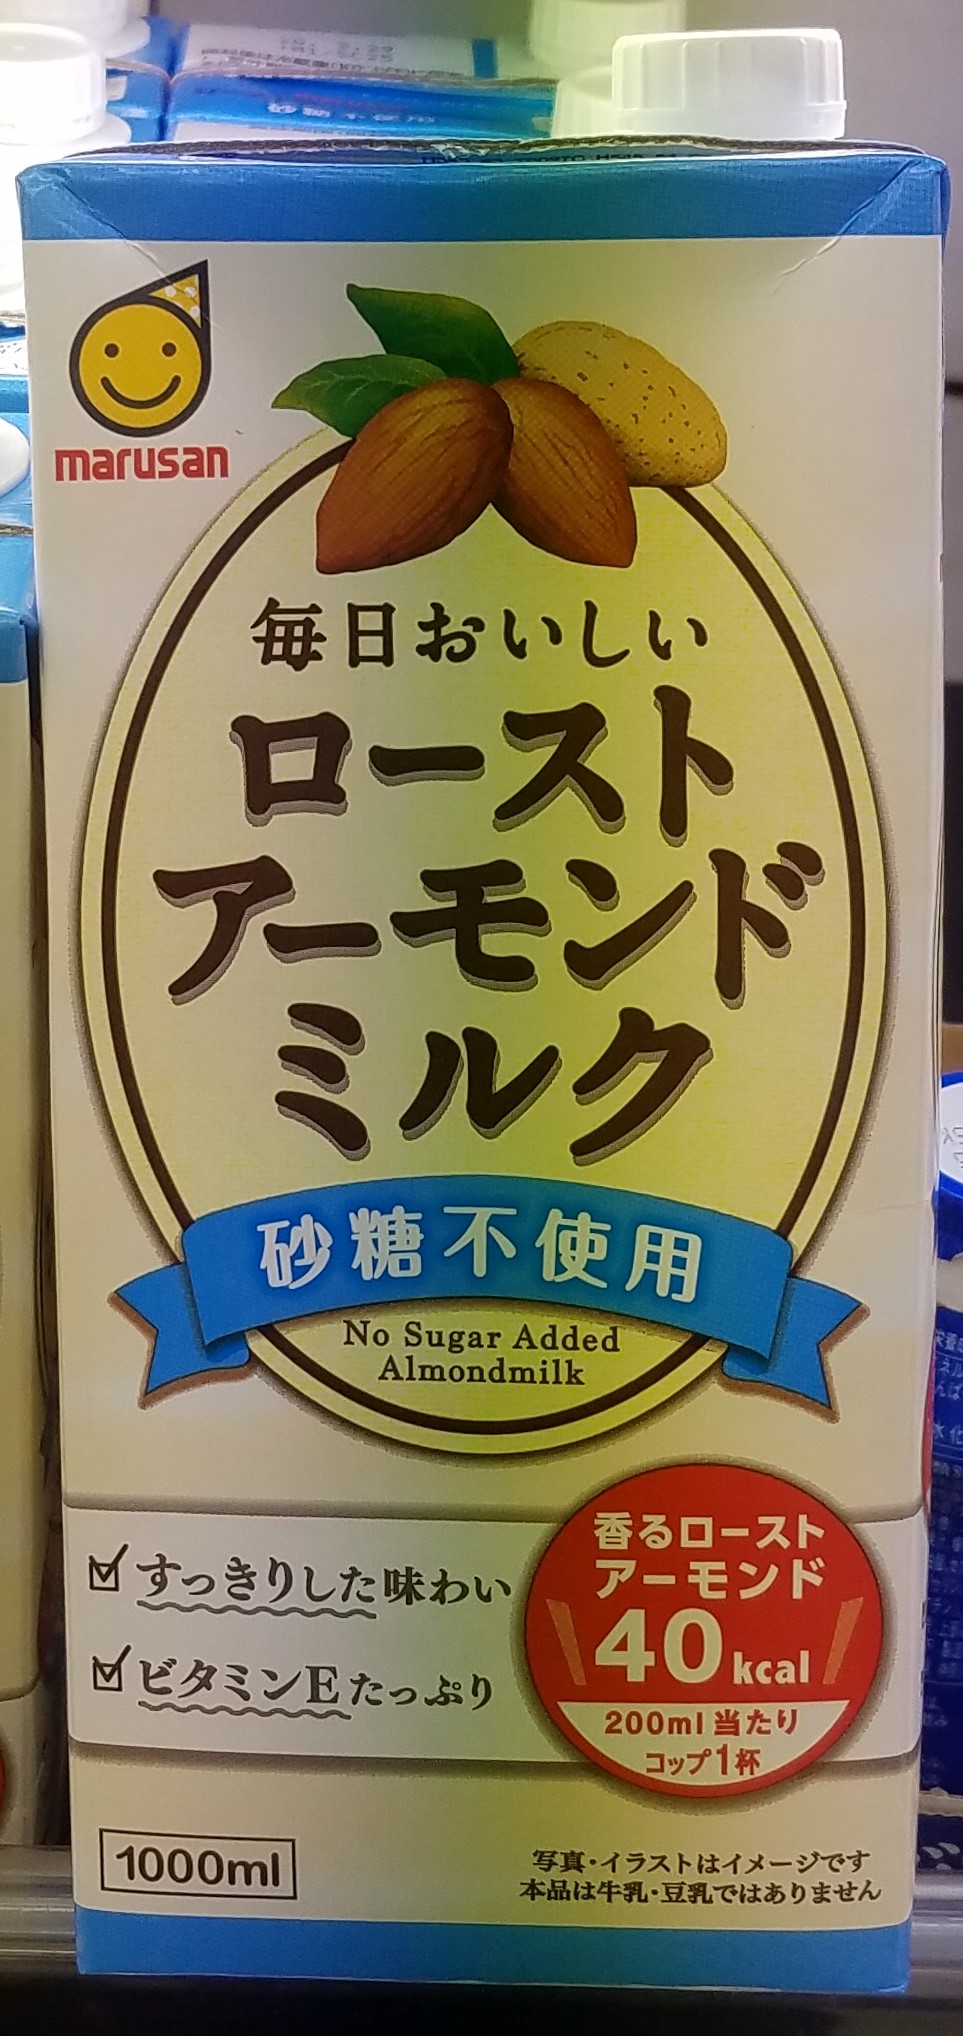 marusan
毎日おいしい
ロースト
アーモンド
ミルク
砂糖不使用
No Sugar Added
Almondmilk
すっきりした味わい
ビタミンEたっぷり
香るロースト
アーモンド
40kcal
200ml当たり
コップ1杯
1000ml
写真・イラストはイメージです
本品は牛乳・豆乳ではありません